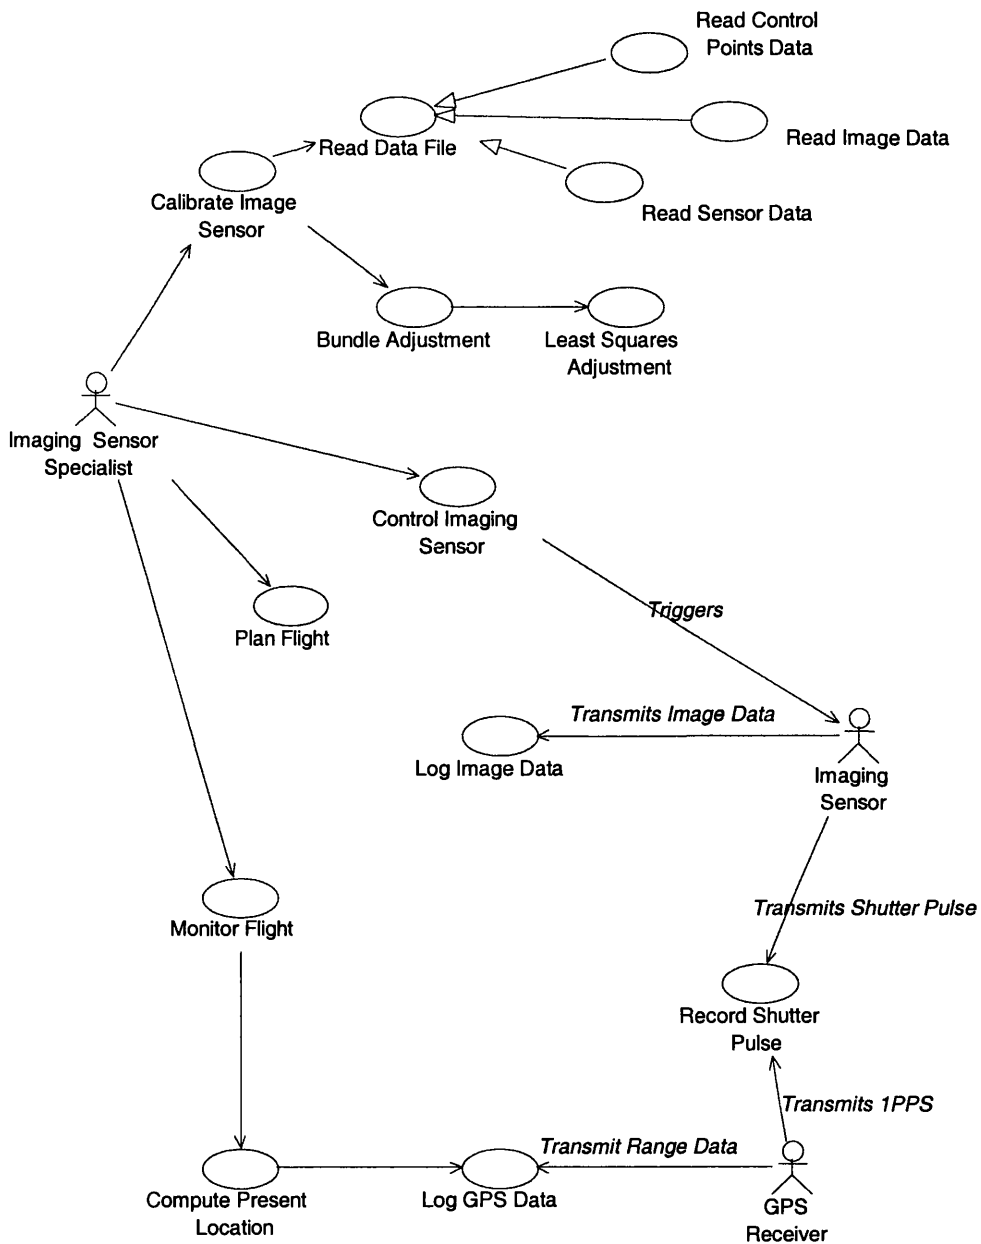 Read Control
Points Data
Read Image Data
Read Data File
Calibrate Image
Sensor
Read Sensor Data
Bundle Adjustment
Least Squares
Adjustment
Imaging Sensor
Specialist
Control Imaging
Sensor
Plan Flight
Triggers
Transmits Image Data
Log Image Data
Imaging
Sensor
Monitor Flight
Transmits Shutter Pulse
Record Shutter
Pulse
Transmits 1PPS
Transmit Range Data
Compute Present
Location
Log GPS Data
GPS
Receiver